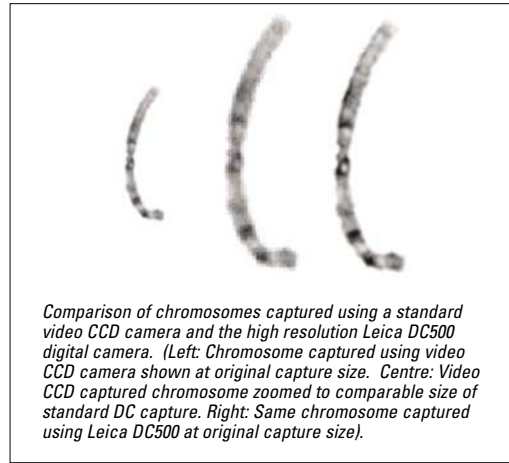 Comparison of chromosomes captured using a standard
video CCD camera and the high resolution Leica DC500
digital camera. (Left: Chromosome captured using video
CCD camera shown at original capture size. Centre: Video
CCD captured chromosome zoomed to comparable size of
standard DC capture. Right: Same chromosome captured
using Leica DC500 at original capture size).